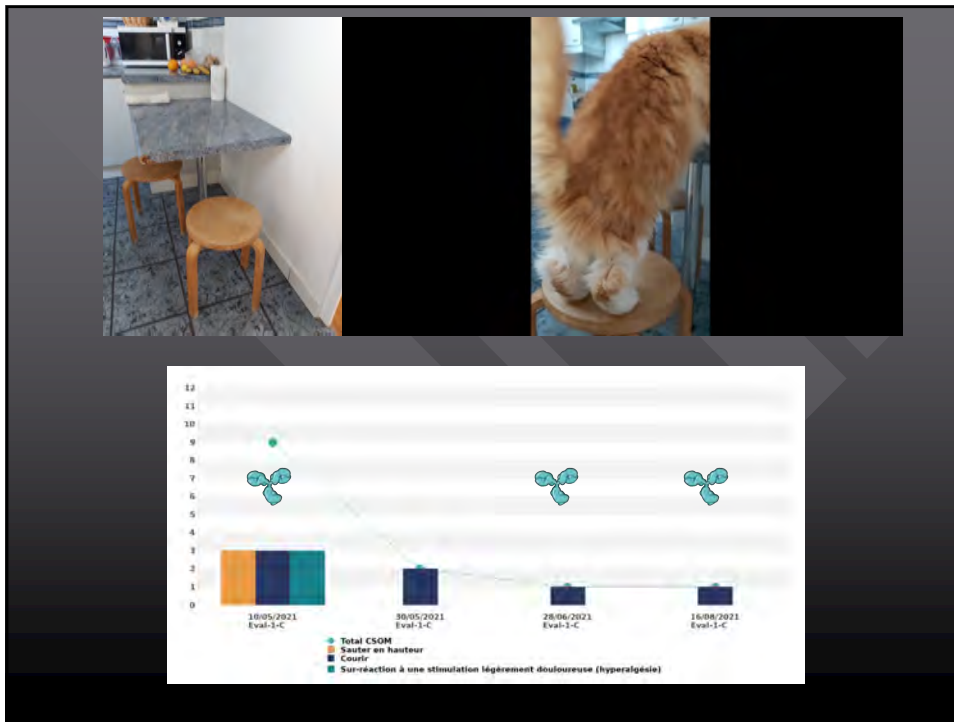 12
11
10
9
8
7
6
5
4
3
2
1
0
10/05/2021
Eval-1-C
30/05/2021
Eval-1-C
28/06/2021
Eval-1-C
16/08/2021
Eval-1-C
Total CSOM
Sauter en hauteur
Courir
Sur-réaction à une stimulation légèrement douloureuse (hyperalgésie)